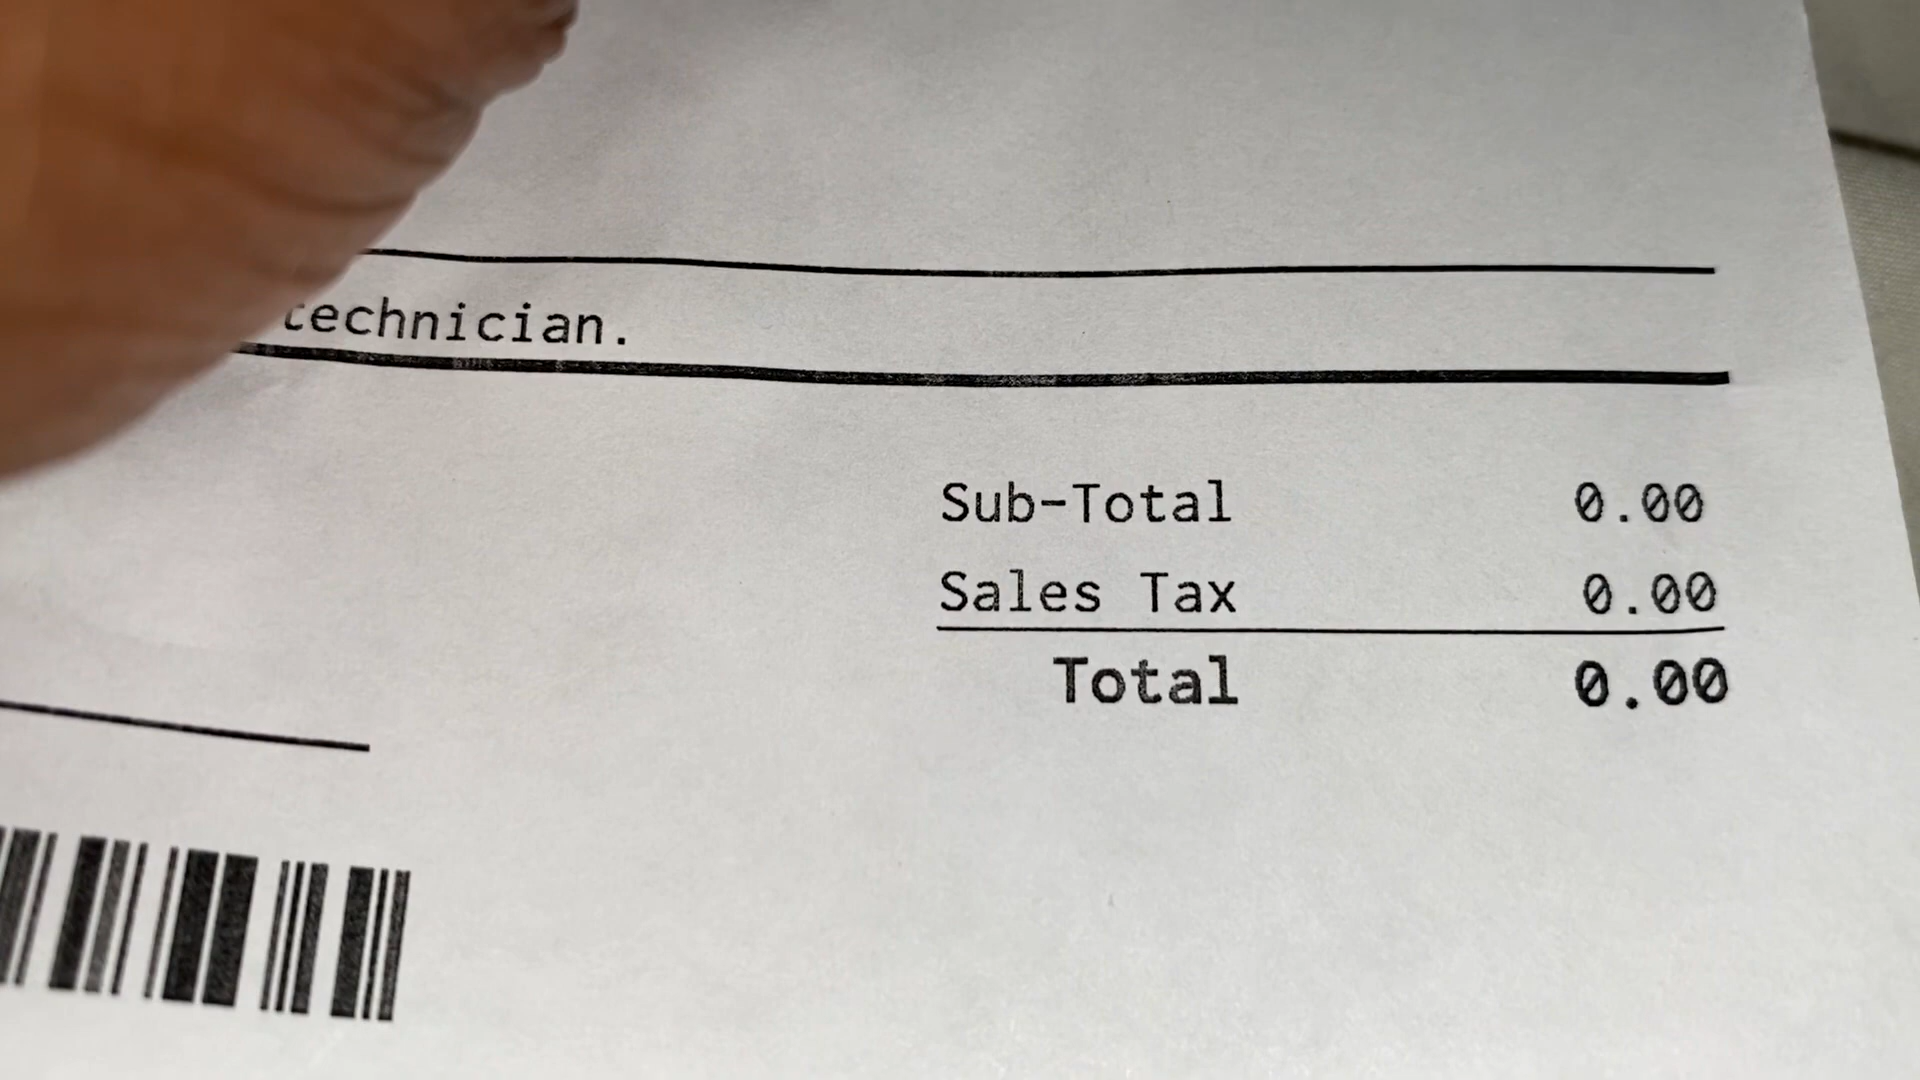 technician.
Sub-Total 0.00
Sales Tax 0.00
Total 0.00